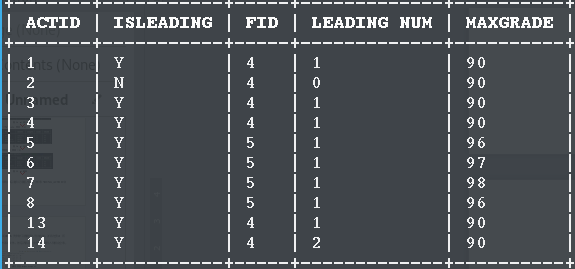 ACTID ISLEADING FID LEADING NUM MAXGRADE
1 Y 4 1 90
2 N 4 0 90
3 Y 4 1 90
4 Y 4 1 90
5 Y 5 1 96
6 Y 5 1 97
7 Y 5 1 98
8 Y 5 1 96
13 Y 4 1 90
14 Y 4 2 90